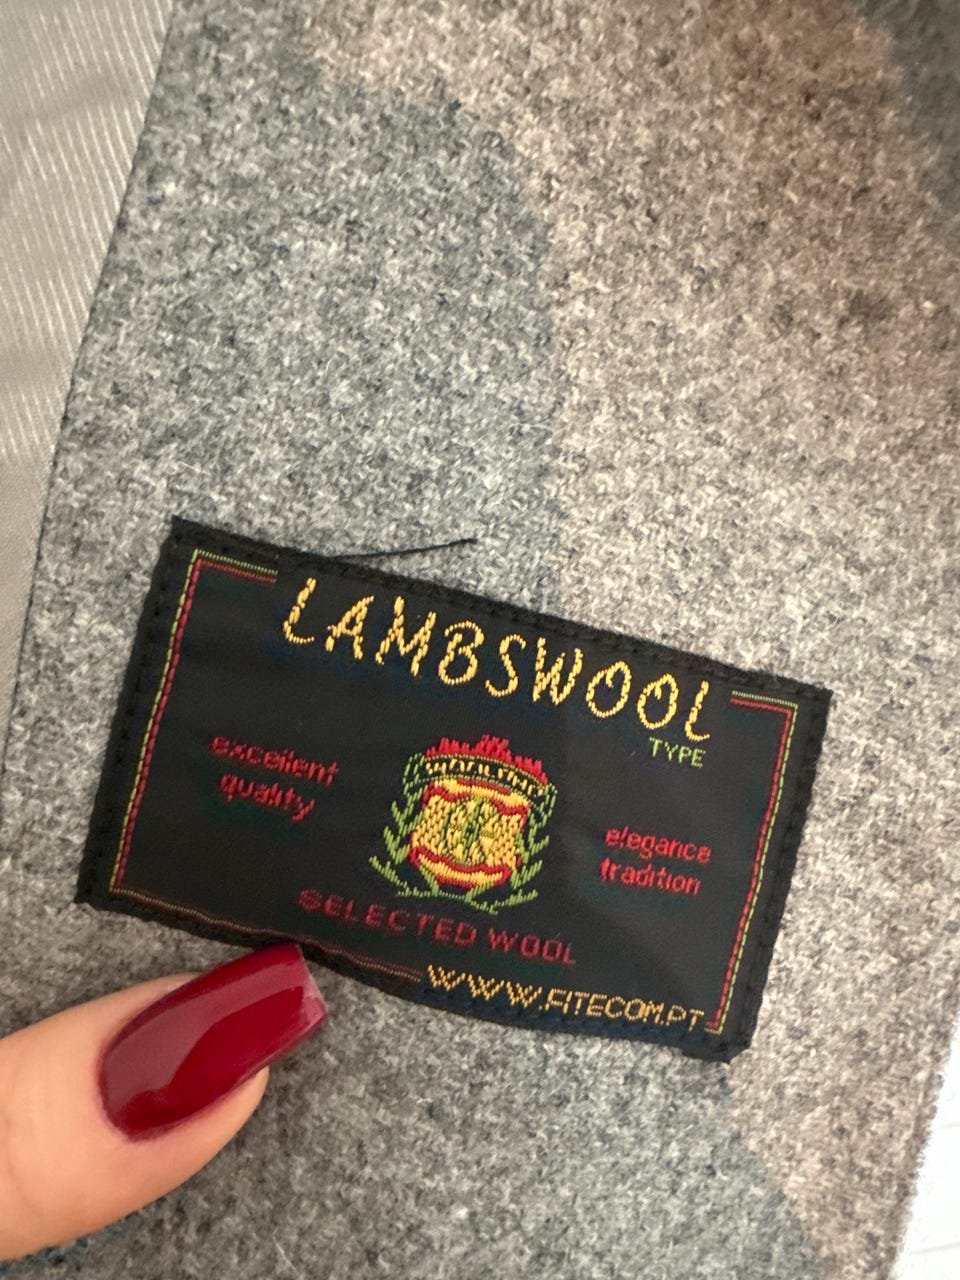 LAMBSWOOL
TYPE
excellent
quality
elegance
tradition
SELECTED WOOL
WWW.FITECOM.PT